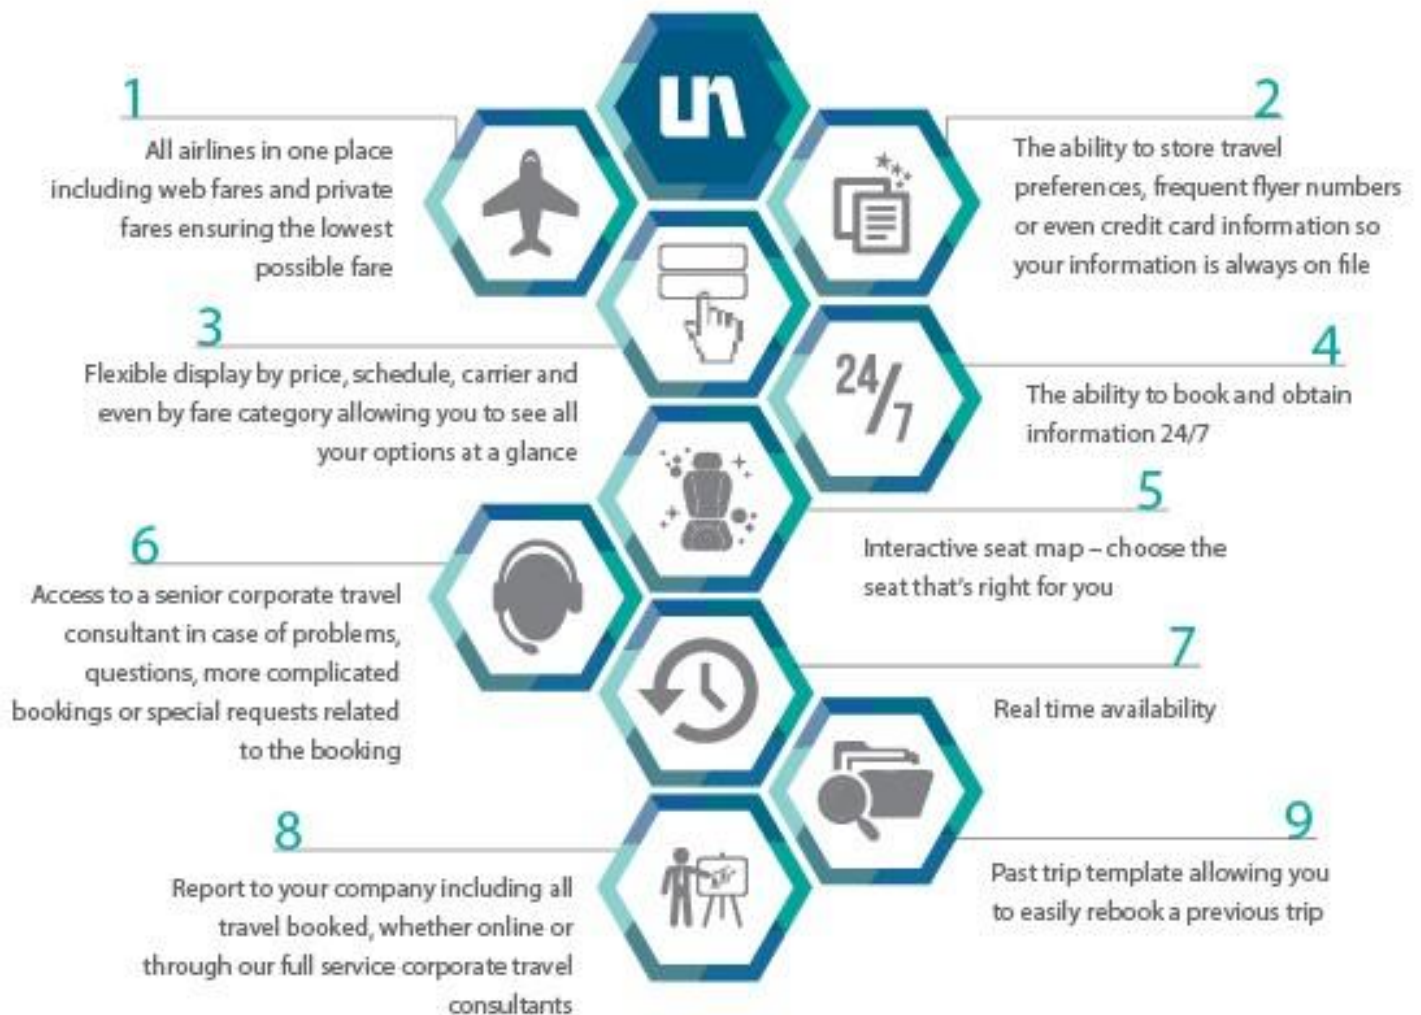 un
1
All airlines in one place
including web fares and private
fares ensuring the lowest
possible fare
2
The ability to store travel
preferences, frequent flyer numbers
or even credit card information so
your information is always on file
3
Flexible display by price, schedule, carrier and
even by fare category allowing you to see all
your options at a glance
24/7
4
The ability to book and obtain
information 24/7
5
Interactive seat map – choose the
seat that's right for you
6
Access to a senior corporate travel
consultant in case of problems,
questions, more complicated
bookings or special requests related
to the booking
7
Real time availability
8
Report to your company including all
travel booked, whether online or
through our full service corporate travel
consultants
9
Past trip template allowing you
to easily rebook a previous trip